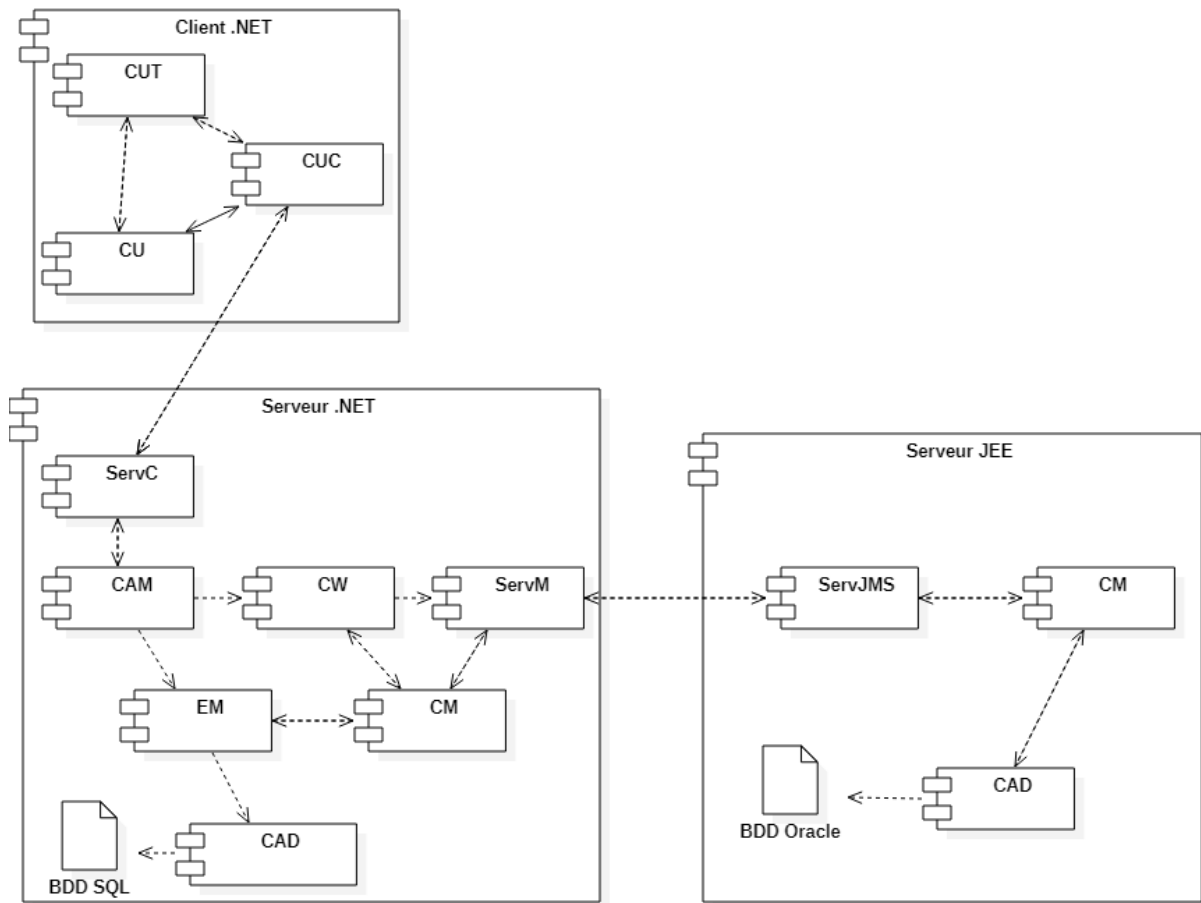 Client .NET
CUT
CUC
CU
Serveur .NET
ServC
CAM
CW
ServM
EM
CM
CAD
BDD SQL
Serveur JEE
ServJMS
CM
CAD
BDD Oracle